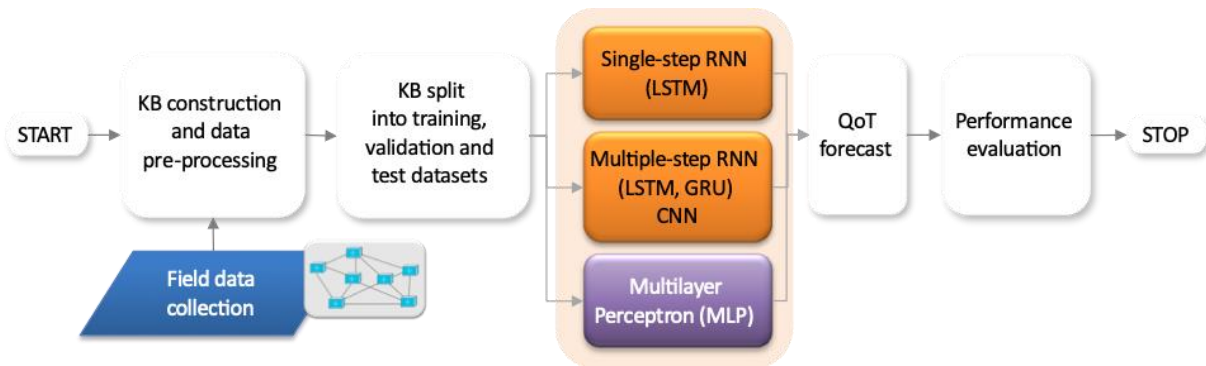 START
KB construction
and data
pre-processing
Field data
collection
KB split
into training,
validation and
test datasets
Single-step RNN
(LSTM)
Multiple-step RNN
(LSTM, GRU)
CNN
Multilayer
Perceptron (MLP)
QoT
forecast
Performance
evaluation
STOP